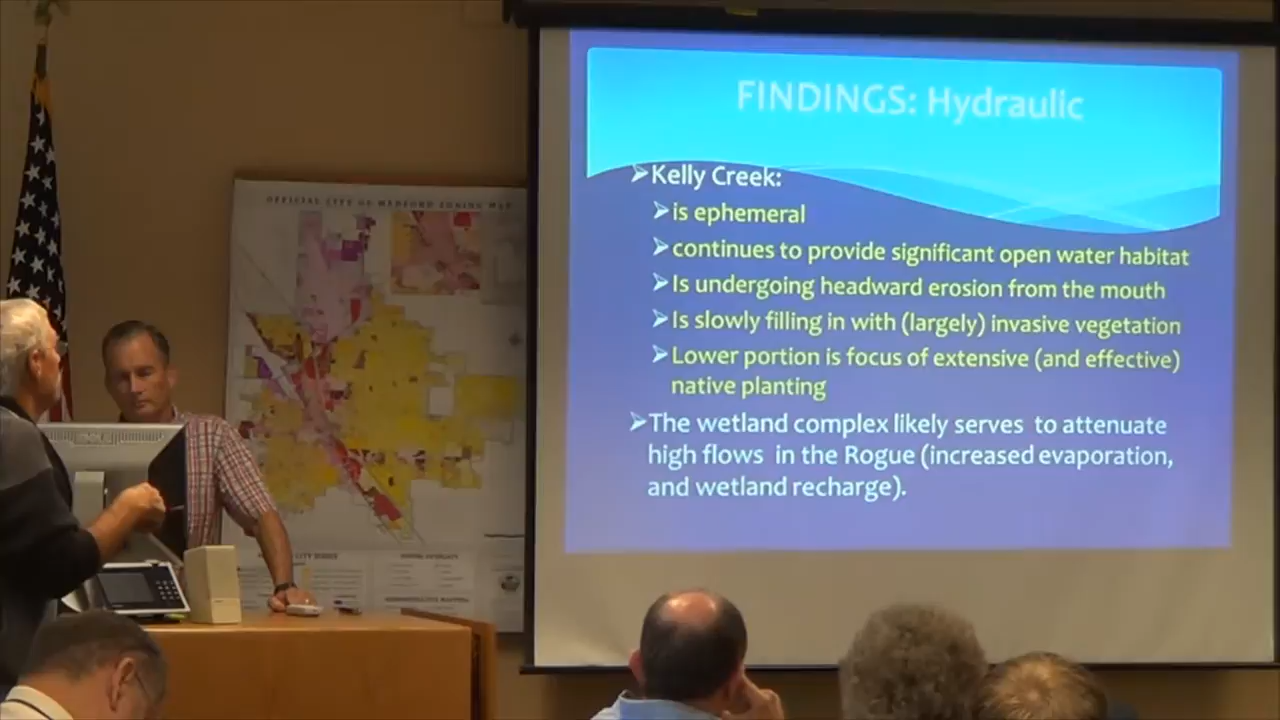 OFFICIAL CITY OF MEDFORD ZONING MAP
FINDINGS: Hydraulic
➢Kelly Creek:
➢is ephemeral
➢continues to provide significant open water habitat
➢Is undergoing headward erosion from the mouth
➢Is slowly filling in with (largely) invasive vegetation
➢Lower portion is focus of extensive (and effective)
native planting
➢The wetland complex likely serves to attenuate
high flows in the Rogue (increased evaporation,
and wetland recharge).